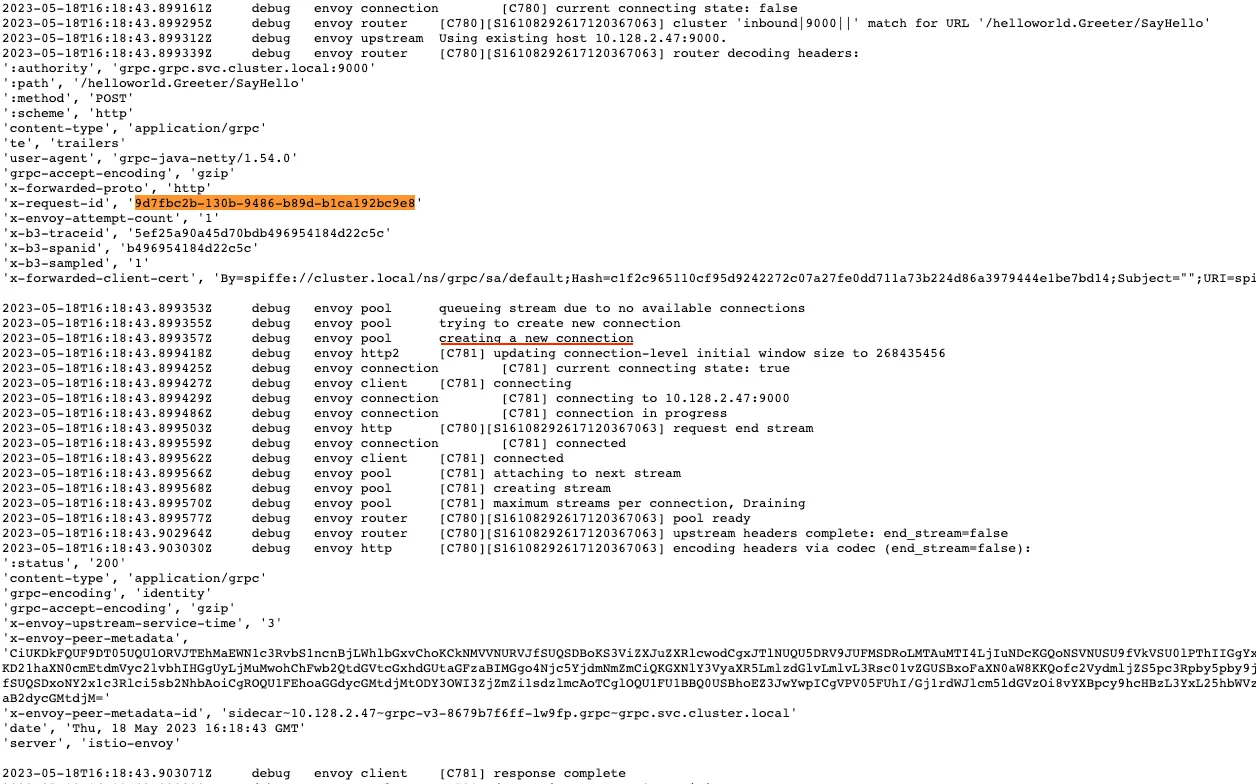 2023-05-18T16:18:43.899161Z debug envoy connection [C780] current connecting state: false
2023-05-18T16:18:43.899295Z debug envoy router [C780][S16108292617120367063] cluster 'inbound|9000||' match for URL '/helloworld.Greeter/SayHello'
2023-05-18T16:18:43.899312Z debug envoy upstream Using existing host 10.128.2.47:9000.
2023-05-18T16:18:43.899339Z debug envoy router [C780][S16108292617120367063] router decoding headers:
':authority', 'grpc.grpc.svc.cluster.local:9000'
':path', '/helloworld.Greeter/SayHello'
':method', 'POST'
':scheme', 'http'
'content-type', 'application/grpc'
'te', 'trailers'
'user-agent', 'grpc-java-netty/1.54.0'
'grpc-accept-encoding', 'gzip'
'x-forwarded-proto', 'http'
'x-request-id', '9d7fbc2b-130b-9486-b89d-b1ca192bc9e8'
'x-envoy-attempt-count', '1'
'x-b3-traceid', '5ef25a90a45d70bdb496954184d22c5c'
'x-b3-spanid', 'b496954184d22c5c'
'x-b3-sampled', '1'
'x-forwarded-client-cert', 'By=spiffe://cluster.local/ns/grpc/sa/default;Hash=c1f2c965110cf95d9242272c07a27fe0dd711a73b224d86a3979444e1be7bd14;Subject="";URI=spi
2023-05-18T16:18:43.899353Z debug envoy pool queueing stream due to no available connections
2023-05-18T16:18:43.899355Z debug envoy pool trying to create new connection
2023-05-18T16:18:43.899357Z debug envoy pool creating a new connection
2023-05-18T16:18:43.899418Z debug envoy http2 [C781] updating connection-level initial window size to 268435456
2023-05-18T16:18:43.899425Z debug envoy connection [C781] current connecting state: true
2023-05-18T16:18:43.899427Z debug envoy client [C781] connecting
2023-05-18T16:18:43.899429Z debug envoy connection [C781] connecting to 10.128.2.47:9000
2023-05-18T16:18:43.899486Z debug envoy connection [C781] connection in progress
2023-05-18T16:18:43.899503Z debug envoy http [C780][S16108292617120367063] request end stream
2023-05-18T16:18:43.899559Z debug envoy connection [C781] connected
2023-05-18T16:18:43.899562Z debug envoy client [C781] connected
2023-05-18T16:18:43.899566Z debug envoy pool [C781] attaching to next stream
2023-05-18T16:18:43.899568Z debug envoy pool [C781] creating stream
2023-05-18T16:18:43.899570Z debug envoy pool [C781] maximum streams per connection, Draining
2023-05-18T16:18:43.899577Z debug envoy router [C780][S16108292617120367063] pool ready
2023-05-18T16:18:43.902964Z debug envoy router [C780][S16108292617120367063] upstream headers complete: end_stream=false
2023-05-18T16:18:43.903030Z debug envoy http [C780][S16108292617120367063] encoding headers via codec (end_stream=false):
':status', '200'
'content-type', 'application/grpc'
'grpc-encoding', 'identity'
'grpc-accept-encoding', 'gzip'
'x-envoy-upstream-service-time', '3'
'x-envoy-peer-metadata',
aB2dycGMtdjM='
'x-envoy-peer-metadata-id', 'sidecar~10.128.2.47~grpc-v3-8679b7f6ff-lw9fp.grpc~grpc.svc.cluster.local'
'date', 'Thu, 18 May 2023 16:18:43 GMT'
'server', 'istio-envoy'
2023-05-18T16:18:43.903071Z debug envoy client [C781] response complete